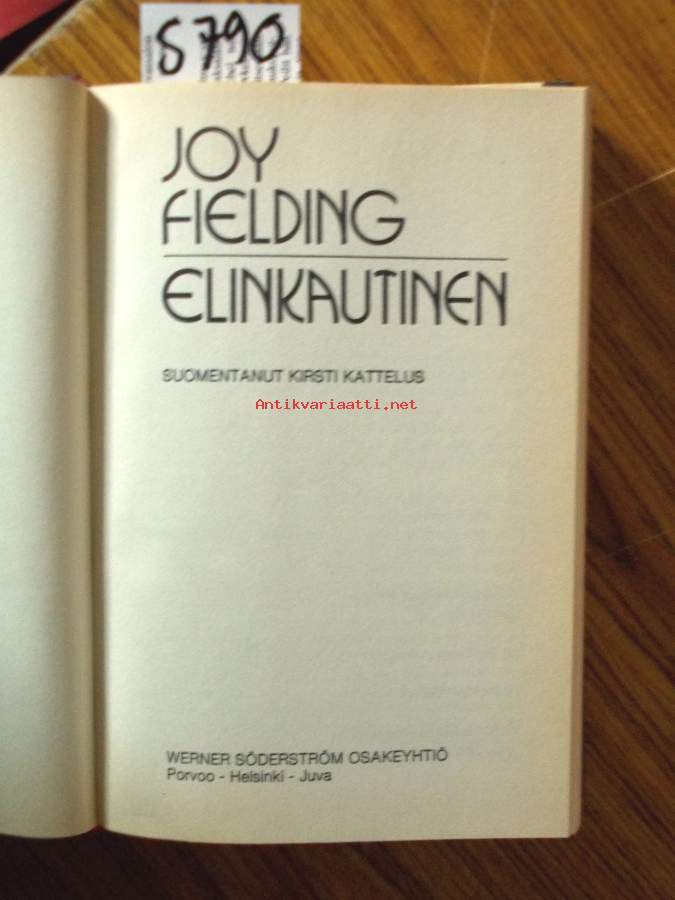 S790
JOY
FIELDING
ELINKAUTINEN
SUOMENTANUT KIRSTI KATTELUS
Antikvariaatti.net
WERNER SÖDERSTRÖM OSAKEYHTIÖ
Porvoo - Helsinki - Juva